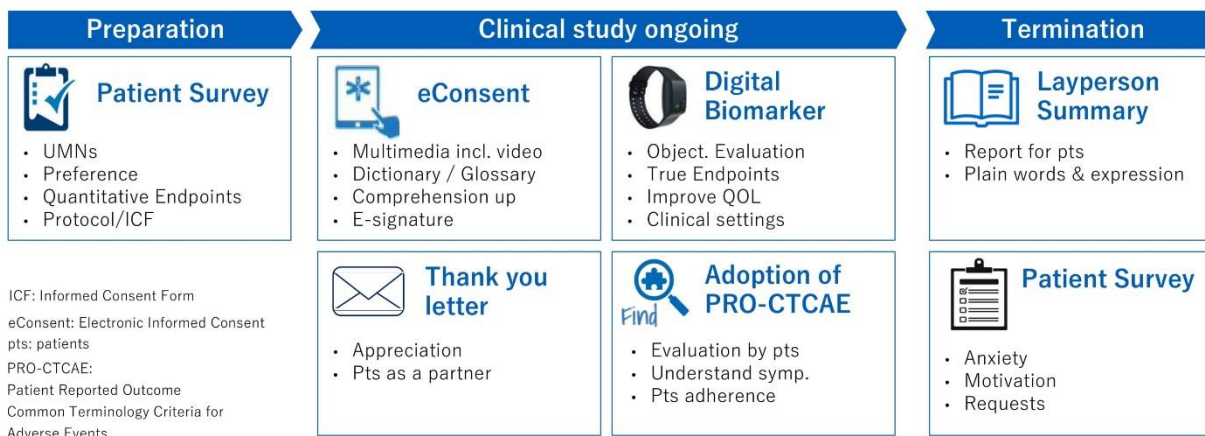 Preparation
Clinical study ongoing
Termination
Patient Survey
・ UMNs
・ Preference
・ Quantitative Endpoints
・ Protocol/ICF
eConsent
・ Multimedia incl. video
・ Dictionary / Glossary
・ Comprehension up
・ E-signature
Digital
Biomarker
・ Object. Evaluation
・ True Endpoints
・ Improve QOL
・ Clinical settings
Layperson
Summary
・ Report for pts
・ Plain words & expression
ICF: Informed Consent Form
eConsent: Electronic Informed Consent
pts: patients
PRO-CTCAE:
Patient Reported Outcome
Common Terminology Criteria for
Adverse Events
Thank you
letter
・ Appreciation
・ Pts as a partner
Find
Adoption of
PRO-CTCAE
・ Evaluation by pts
・ Understand symp.
・ Pts adherence
Patient Survey
・ Anxiety
・ Motivation
・ Requests